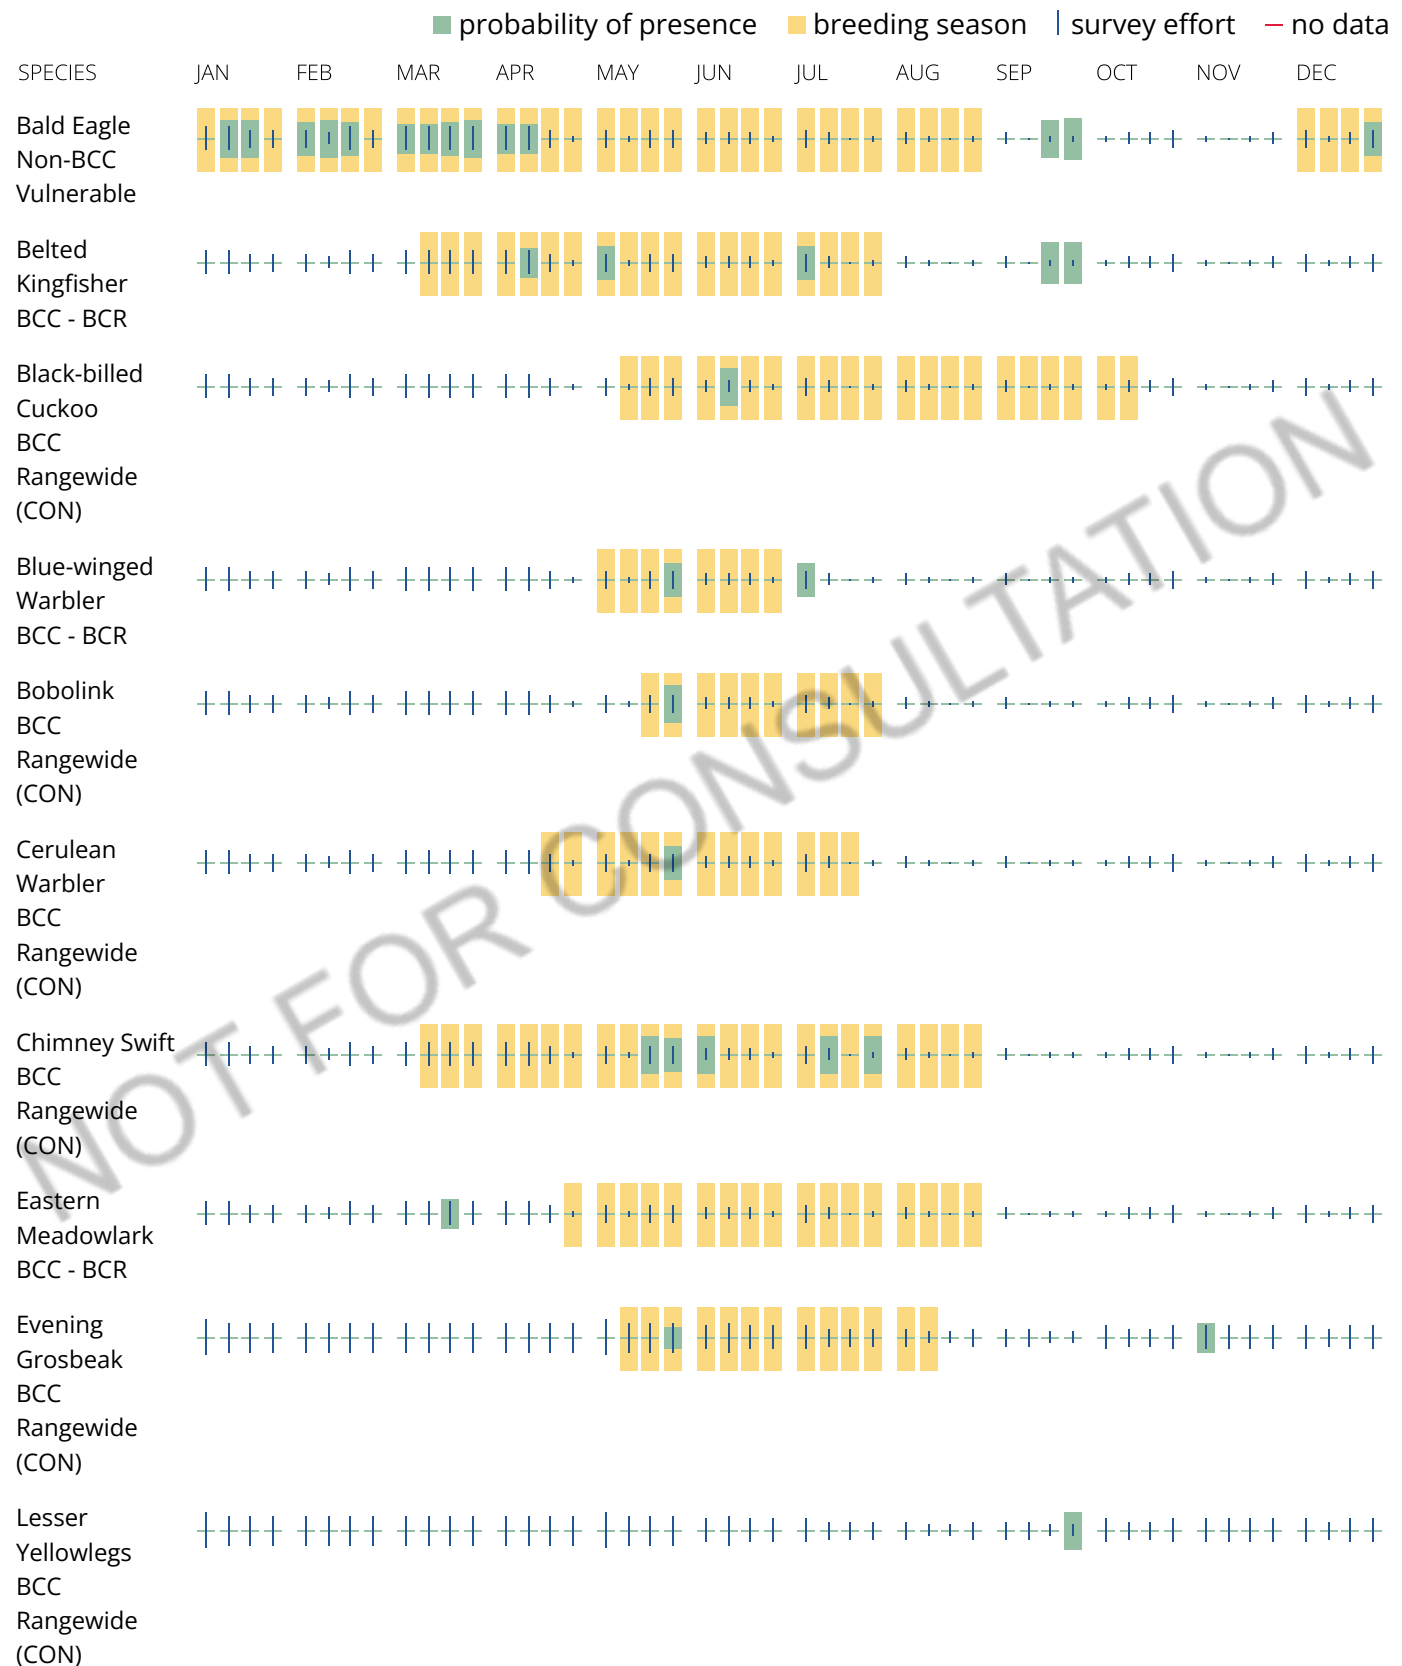 probability of presence breeding season survey effort no data
SPECIES JAN FEB MAR APR MAY JUN JUL AUG SEP OCT NOV DEC
Bald Eagle
Non-BCC
Vulnerable
Belted
Kingfisher
BCC - BCR
Black-billed
Cuckoo
BCC
Rangewide
(CON)
Blue-winged
Warbler
BCC - BCR
Bobolink
BCC
Rangewide
(CON)
Cerulean
Warbler
BCC
Rangewide
(CON)
Chimney Swift
BCC
Rangewide
(CON)
Eastern
Meadowlark
BCC - BCR
Evening
Grosbeak
BCC
Rangewide
(CON)
Lesser
Yellowlegs
BCC
Rangewide
(CON)
NOT FOR CONSULTATION